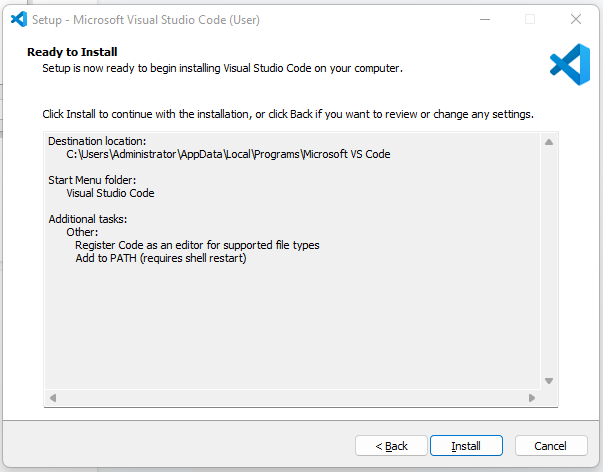 Setup - Microsoft Visual Studio Code (User)
Ready to Install
Setup is now ready to begin installing Visual Studio Code on your computer.
Click Install to continue with the installation, or click Back if you want to review or change any settings.
Destination location:
C:\Users\Administrator\AppData\Local\Programs\Microsoft VS Code
Start Menu folder:
Visual Studio Code
Additional tasks:
Other:
Register Code as an editor for supported file types
Add to PATH (requires shell restart)
< Back Install Cancel